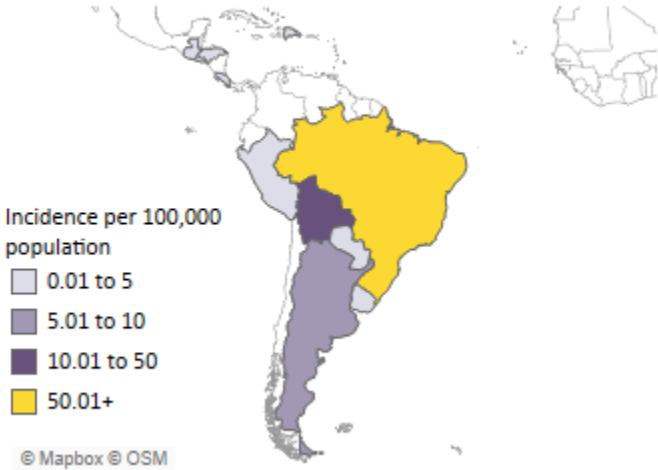 Incidence per 100,000
population
0.01 to 5
5.01 to 10
10.01 to 50
50.01+
© Mapbox © OSM